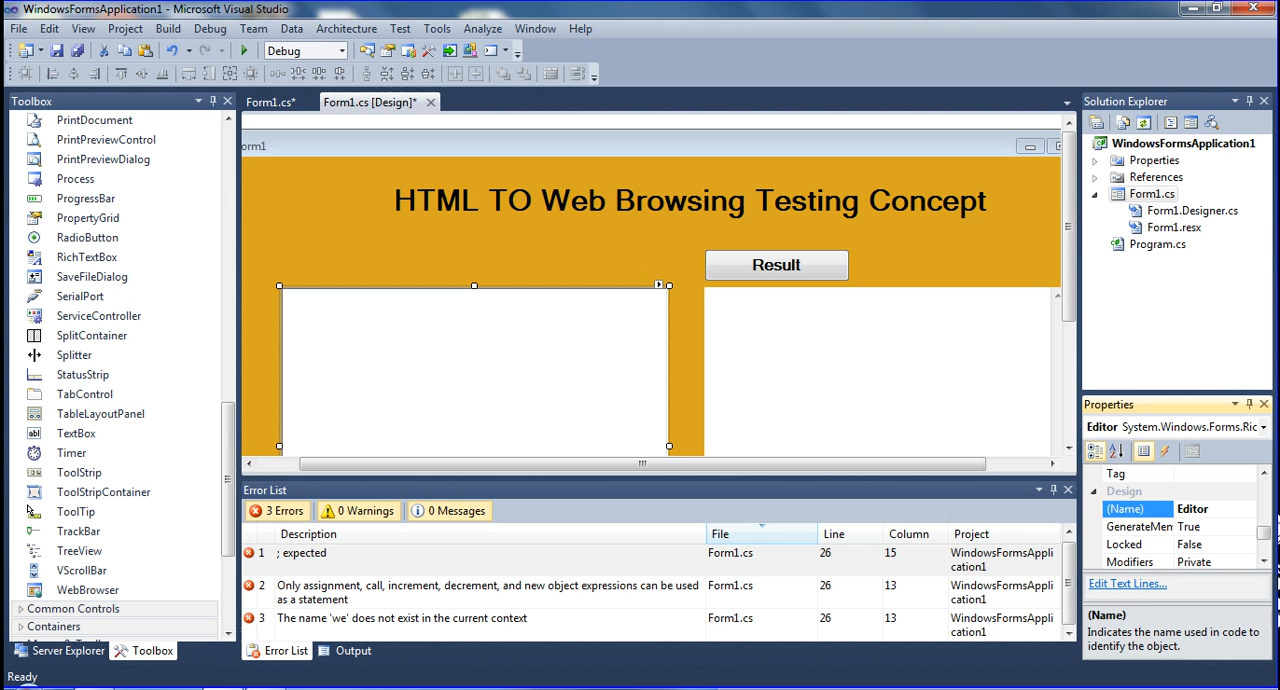 WindowsFormsApplication1 - Microsoft Visual Studio
File Edit View Project Build Debug Team Data Architecture Test Tools Analyze Window Help
Debug
Toolbox
PrintDocument
PrintPreviewControl
PrintPreviewDialog
Process
ProgressBar
PropertyGrid
RadioButton
RichTextBox
SaveFileDialog
SerialPort
ServiceController
SplitContainer
Splitter
StatusStrip
TabControl
TableLayoutPanel
TextBox
Timer
ToolStrip
ToolStripContainer
ToolTip
TrackBar
TreeView
VScrollBar
WebBrowser
Common Controls
Containers
Server Explorer Toolbox
Form1.cs* Form1.cs [Design]*
orm1
HTML TO Web Browsing Testing Concept
Result
Error List
3 Errors 0 Warnings 0 Messages
Description File Line Column Project
1 ; expected Form1.cs 26 15 WindowsFormsAppli
cation1
2 Only assignment, call, increment, decrement, and new object expressions can be used Form1.cs 26 13 WindowsFormsAppli
as a statement cation1
3 The name 'we' does not exist in the current context Form1.cs 26 13 WindowsFormsAppli
cation1
Error List Output
Solution Explorer
WindowsFormsApplication1
Properties
References
Form1.cs
Form1.Designer.cs
Form1.resx
Program.cs
Properties
Editor System.Windows.Forms.Ric
Tag
Design
(Name) Editor
GenerateMen True
Locked False
Modifiers Private
Edit Text Lines...
(Name)
Indicates the name used in code to
identify the object.
Ready